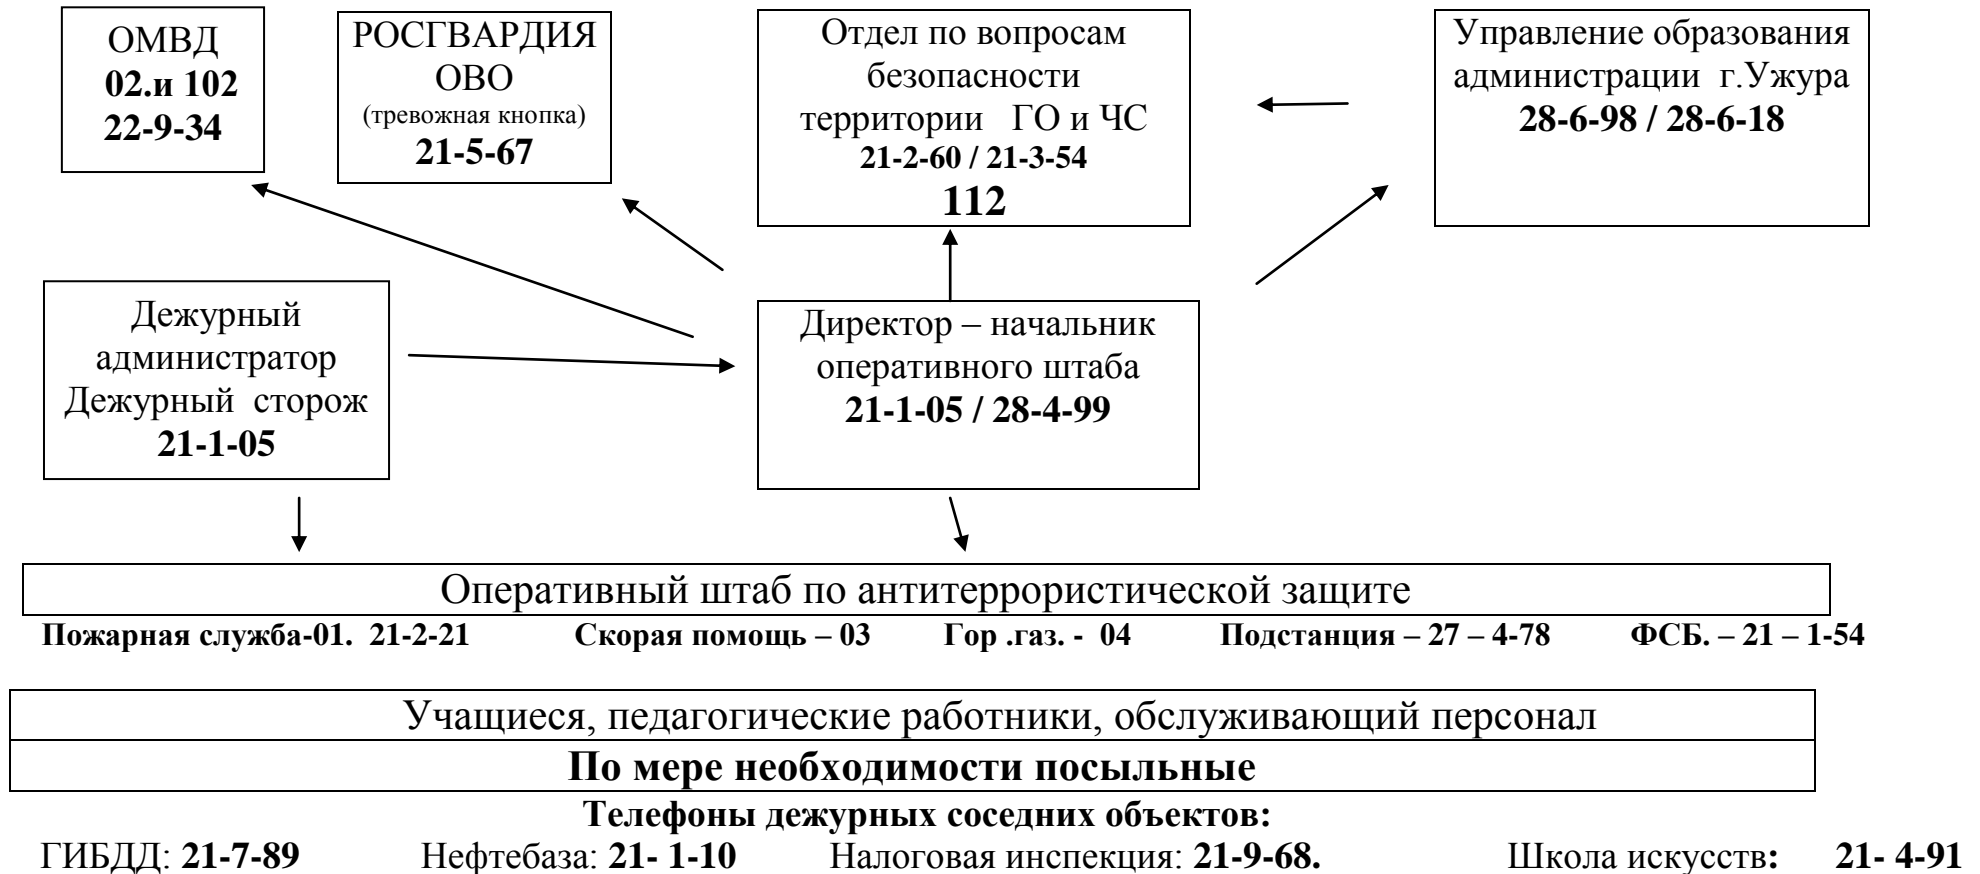 ОМВД
02.и 102
22-9-34
РОСГВАРДИЯ
ОВО
(тревожная кнопка)
21-5-67
Отдел по вопросам
безопасности
территории ГО и ЧС
21-2-60 / 21-3-54
112
Управление образования
администрации г.Ужура
28-6-98 / 28-6-18
Дежурный
администратор
Дежурный сторож
21-1-05
Директор – начальник
оперативного штаба
21-1-05 / 28-4-99
Оперативный штаб по антитеррористической защите
Пожарная служба-01. 21-2-21 Скорая помощь – 03 Гор .газ. - 04 Подстанция – 27 – 4-78 ФСБ. – 21 – 1-54
Учащиеся, педагогические работники, обслуживающий персонал
По мере необходимости посыльные
Телефоны дежурных соседних объектов:
ГИБДД: 21-7-89 Нефтебаза: 21- 1-10 Налоговая инспекция: 21-9-68. Школа искусств: 21- 4-91